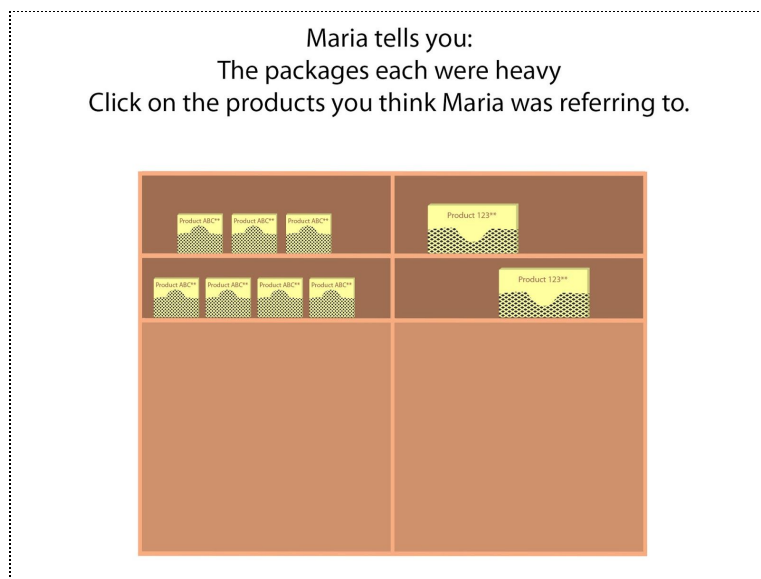 Maria tells you:
The packages each were heavy
Click on the products you think Maria was referring to.
Product ABC** Product ABC** Product ABC**
Product 123**
Product ABC** Product ABC** Product ABC** Product ABC**
Product 123**